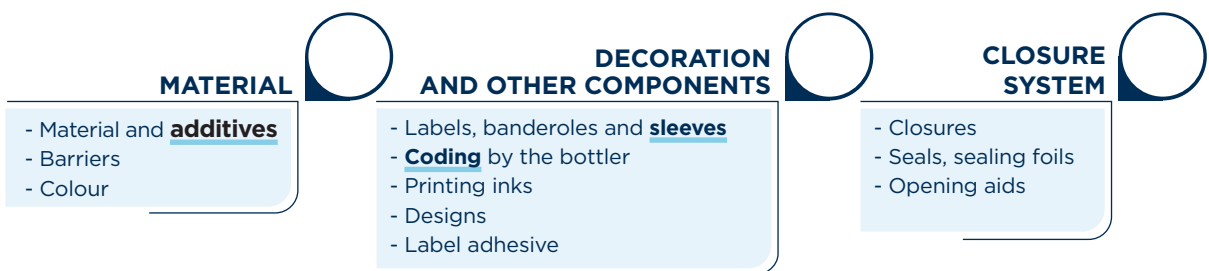 MATERIAL
- Material and additives
- Barriers
- Colour
DECORATION
AND OTHER COMPONENTS
- Labels, banderoles and sleeves
- Coding by the bottler
- Printing inks
- Designs
- Label adhesive
CLOSURE
SYSTEM
- Closures
- Seals, sealing foils
- Opening aids